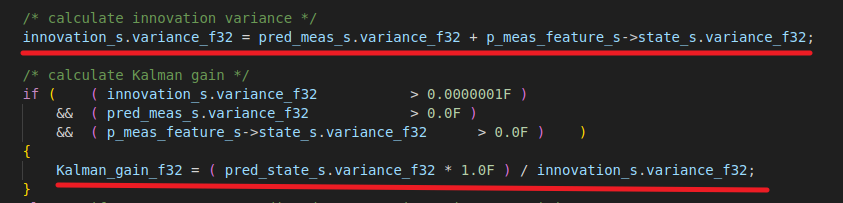 /* calculate innovation variance */
innovation_s.variance_f32 = pred_meas_s.variance_f32 + p_meas_feature_s->state_s.variance_f32;
/* calculate Kalman gain */
if (    ( innovation_s.variance_f32          > 0.0000001F )
    &&  ( pred_meas_s.variance_f32           > 0.0F )
    &&  ( p_meas_feature_s->state_s.variance_f32      > 0.0F )    )
{
    Kalman_gain_f32 = ( pred_state_s.variance_f32 * 1.0F ) / innovation_s.variance_f32;
}